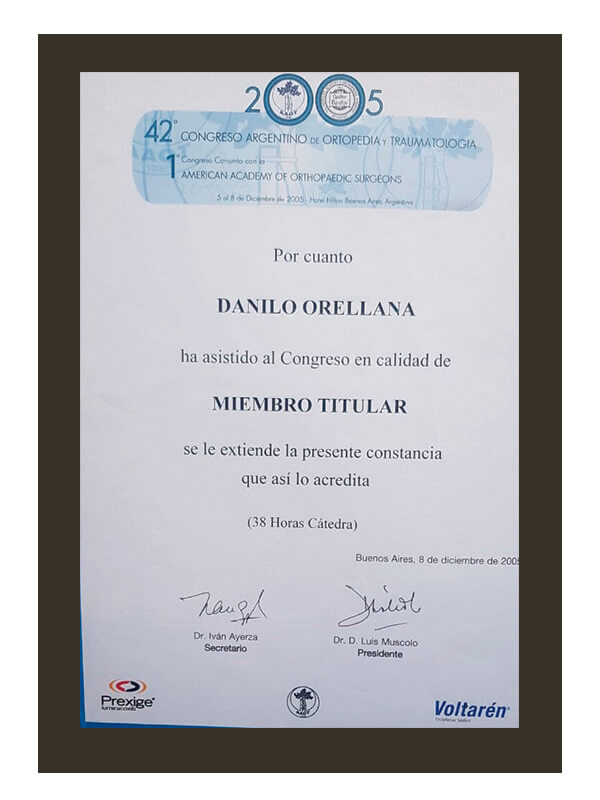 2005
42° CONGRESO ARGENTINO DE ORTOPEDIA Y TRAUMATOLOGIA
1° Congreso Conjunto con la
AMERICAN ACADEMY OF ORTHOPAEDIC SURGEONS
5 al 8 de Diciembre de 2005 - Hotel Hilton Buenos Aires, Argentina
Por cuanto
DANILO ORELLANA
ha asistido al Congreso en calidad de
MIEMBRO TITULAR
se le extiende la presente constancia
que así lo acredita
(38 Horas Cátedra)
Buenos Aires, 8 de diciembre de 2005
Dr. Iván Ayerza
Secretario
Dr. D. Luis Muscolo
Presidente
Prexige
lumiracoxib
AAOT
Voltarén